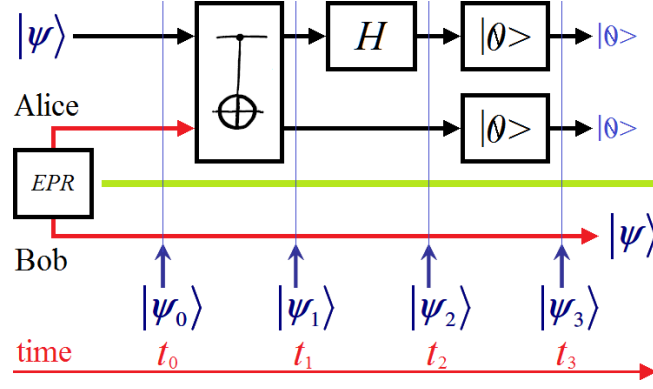 |ψ⟩ H |0> |0>
Alice |0> |0>
EPR
|ψ⟩
Bob
|ψ₀⟩ |ψ₁⟩ |ψ₂⟩ |ψ₃⟩
time t₀ t₁ t₂ t₃